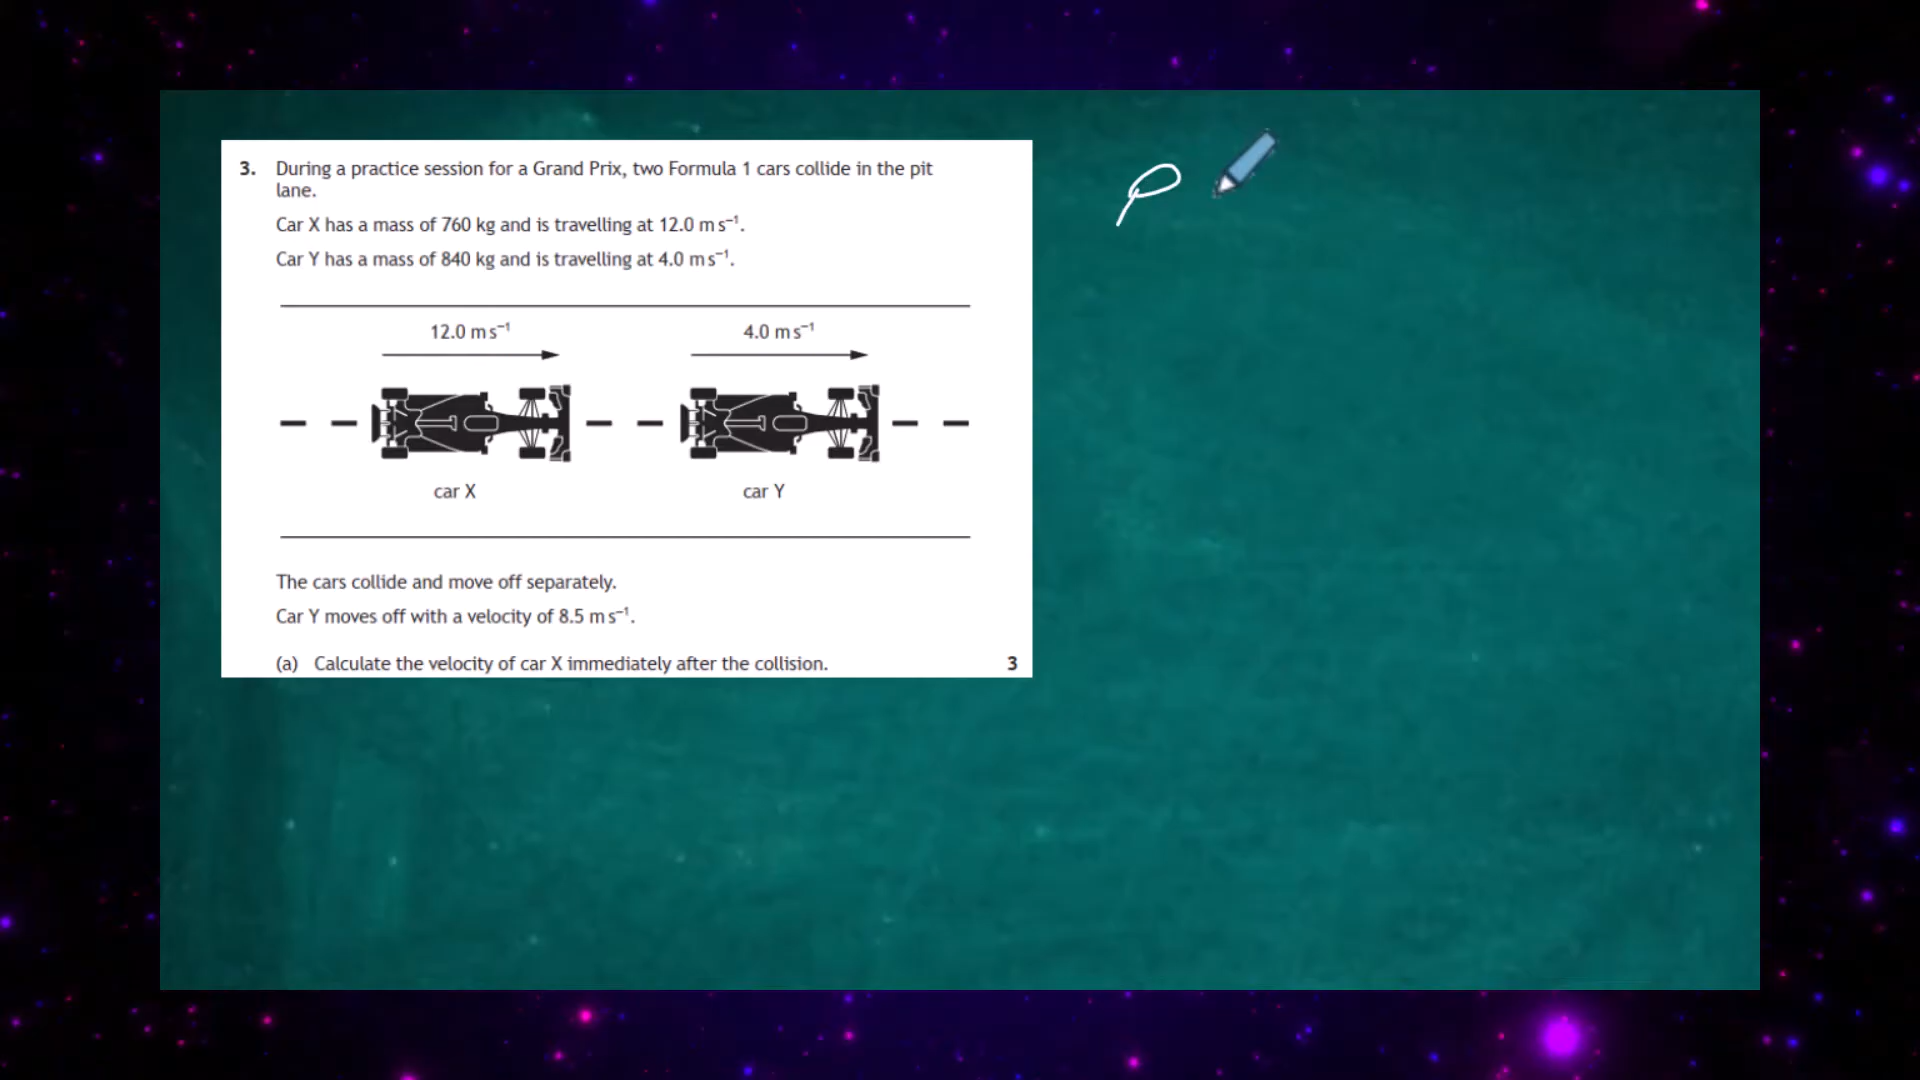 3. During a practice session for a Grand Prix, two Formula 1 cars collide in the pit
lane.
Car X has a mass of 760 kg and is travelling at 12.0 m s⁻¹.
Car Y has a mass of 840 kg and is travelling at 4.0 m s⁻¹.
12.0 m s⁻¹ 4.0 m s⁻¹
car X car Y
The cars collide and move off separately.
Car Y moves off with a velocity of 8.5 m s⁻¹.
(a) Calculate the velocity of car X immediately after the collision. 3
P